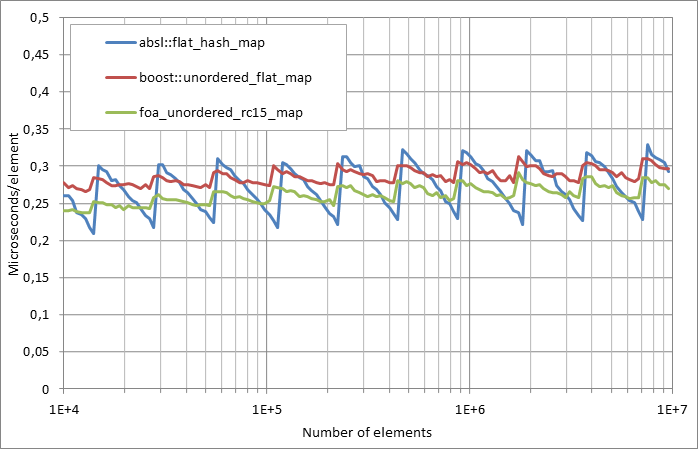 0,5
0,45
0,4
0,35
0,3
0,25
0,2
0,15
0,1
0,05
0
Microseconds/element
absl::flat_hash_map
boost::unordered_flat_map
foa_unordered_rc15_map
1E+4 1E+5 1E+6 1E+7
Number of elements